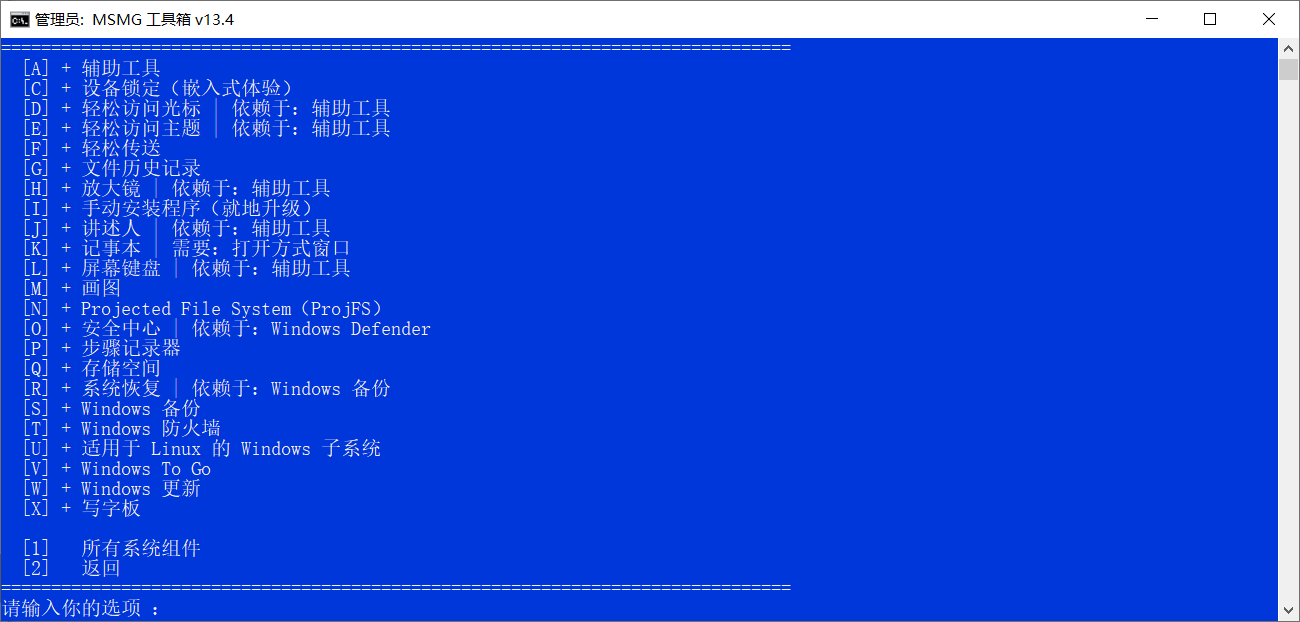 管理员: MSMG 工具箱 v13.4
===============================================================================
[A] + 辅助工具
[C] + 设备锁定（嵌入式体验）
[D] + 轻松访问光标 | 依赖于：辅助工具
[E] + 轻松访问主题 | 依赖于：辅助工具
[F] + 轻松传送
[G] + 文件历史记录
[H] + 放大镜 | 依赖于：辅助工具
[I] + 手动安装程序（就地升级）
[J] + 讲述人 | 依赖于：辅助工具
[K] + 记事本 | 需要：打开方式窗口
[L] + 屏幕键盘 | 依赖于：辅助工具
[M] + 画图
[N] + Projected File System（ProjFS）
[O] + 安全中心 | 依赖于：Windows Defender
[P] + 步骤记录器
[Q] + 存储空间
[R] + 系统恢复 | 依赖于：Windows 备份
[S] + Windows 备份
[T] + Windows 防火墙
[U] + 适用于 Linux 的 Windows 子系统
[V] + Windows To Go
[W] + Windows 更新
[X] + 写字板
[1] 所有系统组件
[2] 返回
===============================================================================
请输入你的选项 ：